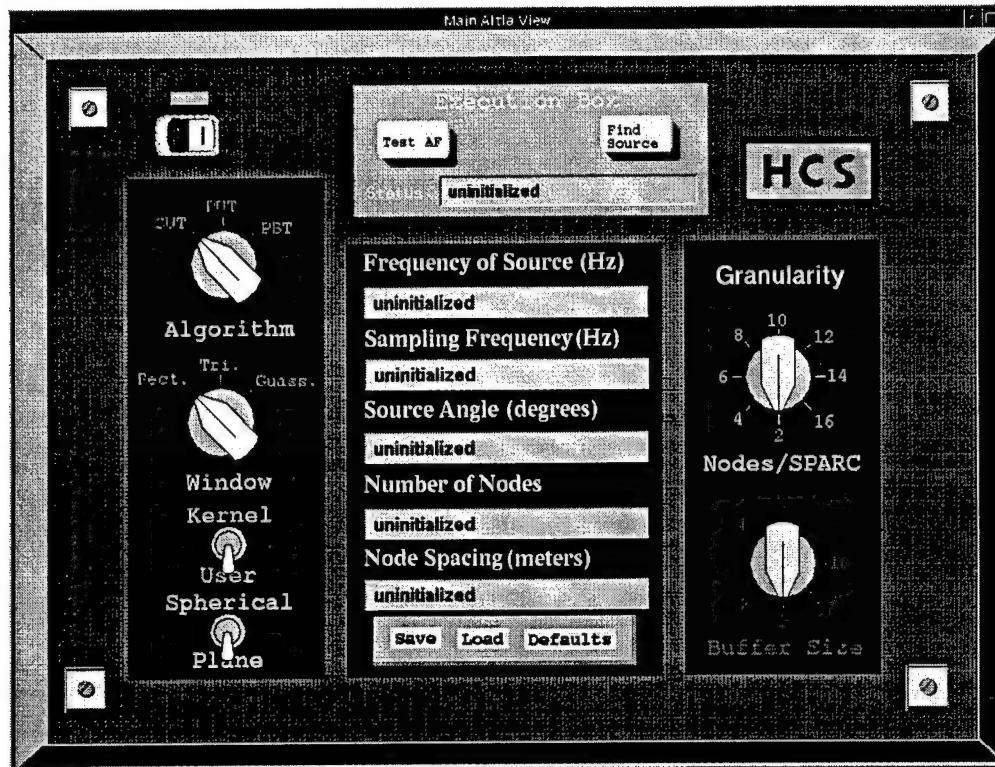 Main Altia View
Execution Box
Test AF
Find
Source
Status
uninitialized
HCS
CUT
PBT
Algorithm
Rect.
Tri.
Guass.
Window
Kernel
User
Spherical
Plane
Frequency of Source (Hz)
uninitialized
Sampling Frequency (Hz)
uninitialized
Source Angle (degrees)
uninitialized
Number of Nodes
uninitialized
Node Spacing (meters)
uninitialized
Save Load Defaults
Granularity
10
8 12
6 14
4 16
2
Nodes/SPARC
Buffer Size